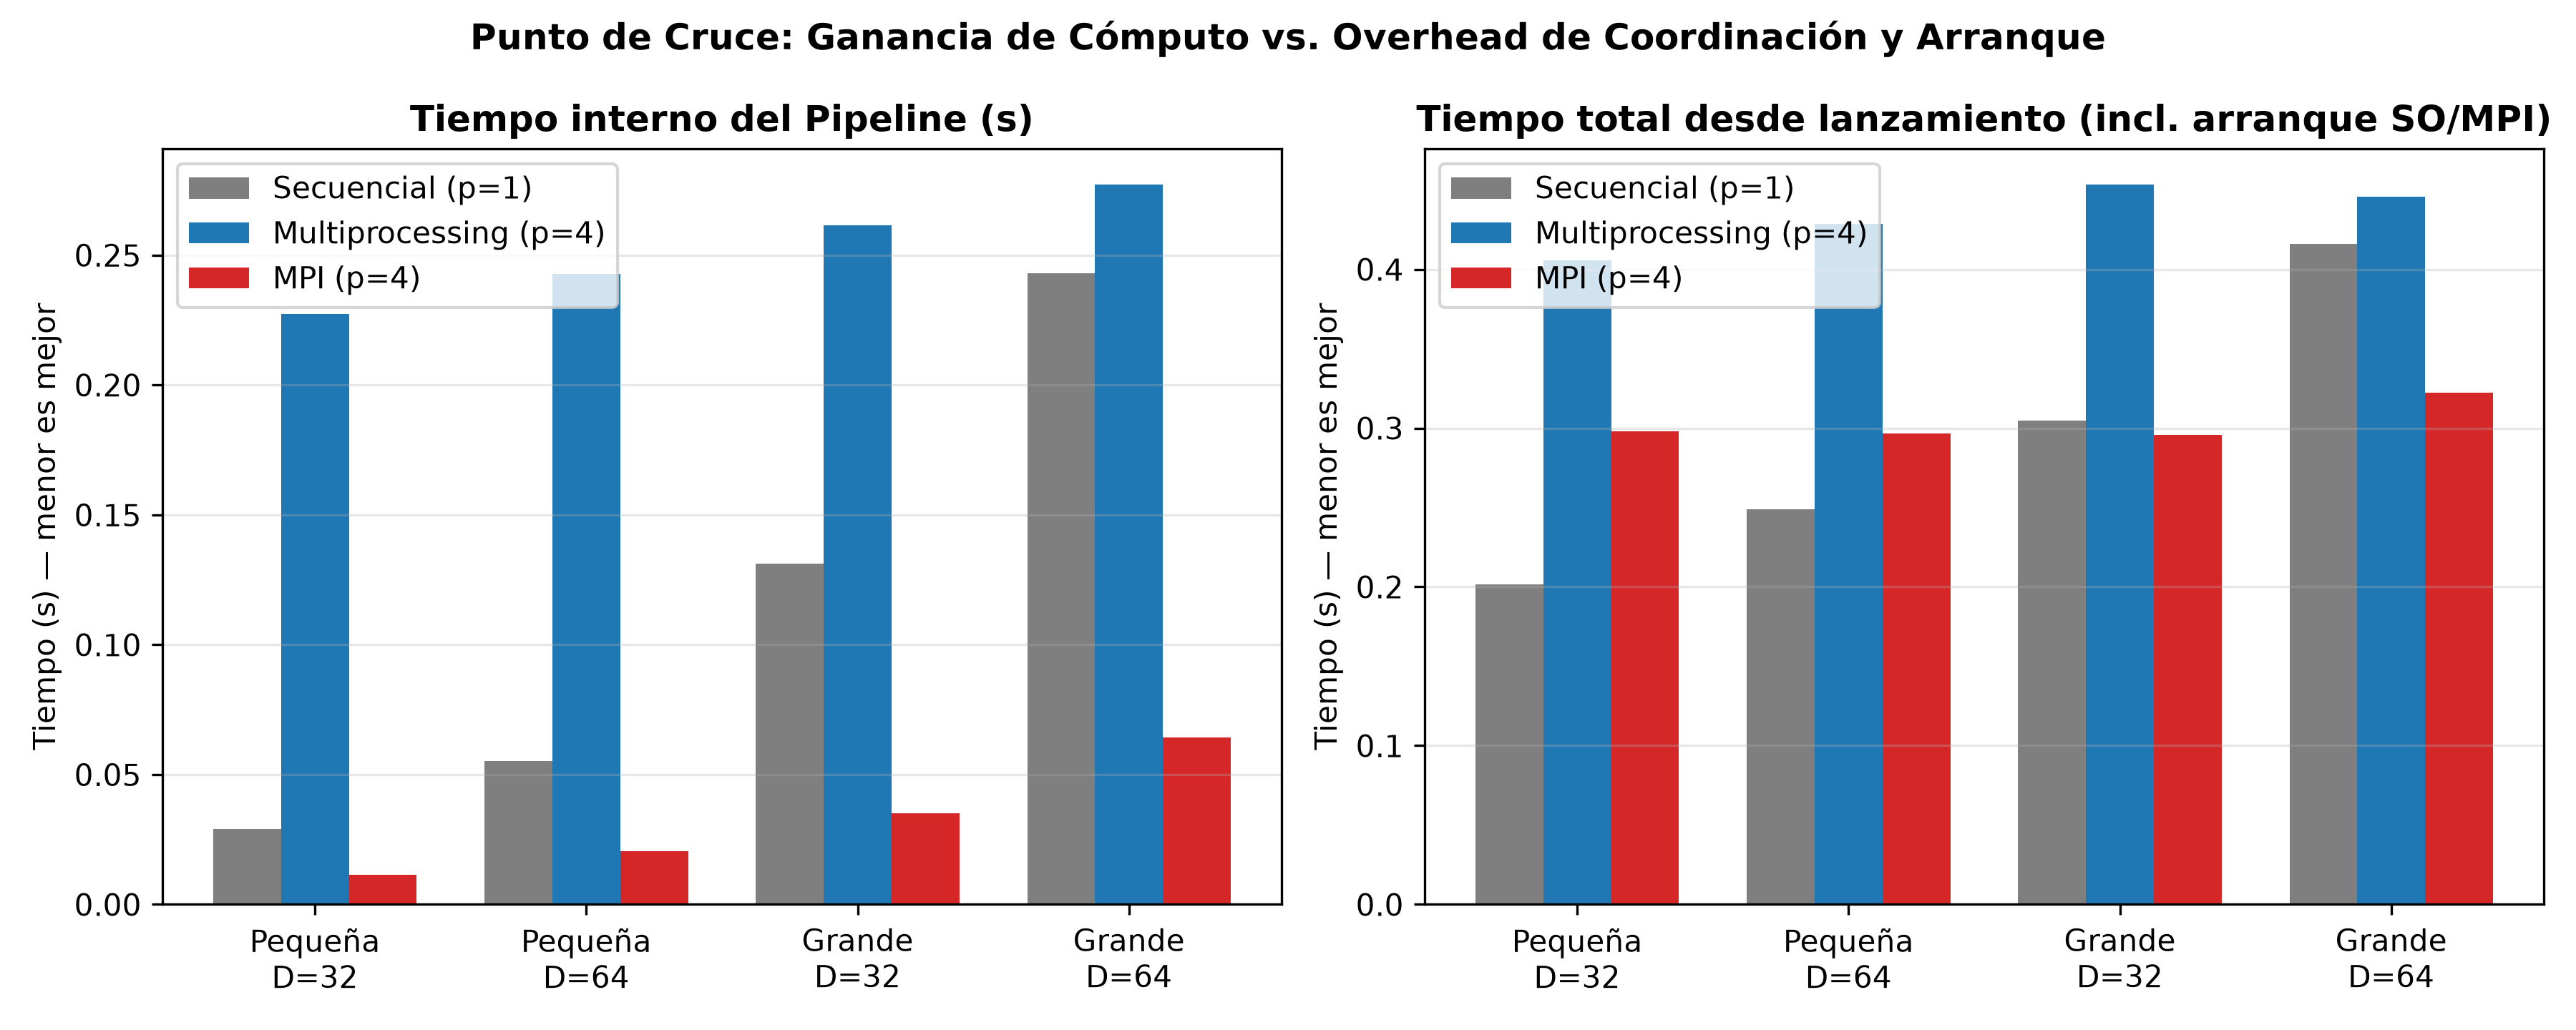 Punto de Cruce: Ganancia de Cómputo vs. Overhead de Coordinación y Arranque
Tiempo interno del Pipeline (s)
Secuencial (p=1)
Multiprocessing (p=4)
MPI (p=4)
Tiempo (s) — menor es mejor
0.25
0.20
0.15
0.10
0.05
0.00
Pequeña
D=32
Pequeña
D=64
Grande
D=32
Grande
D=64
Tiempo total desde lanzamiento (incl. arranque SO/MPI)
Secuencial (p=1)
Multiprocessing (p=4)
MPI (p=4)
Tiempo (s) — menor es mejor
0.4
0.3
0.2
0.1
0.0
Pequeña
D=32
Pequeña
D=64
Grande
D=32
Grande
D=64